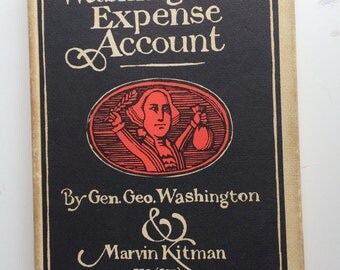 Expense
Account
By Gen. Geo. Washington
&
Marvin Kitman